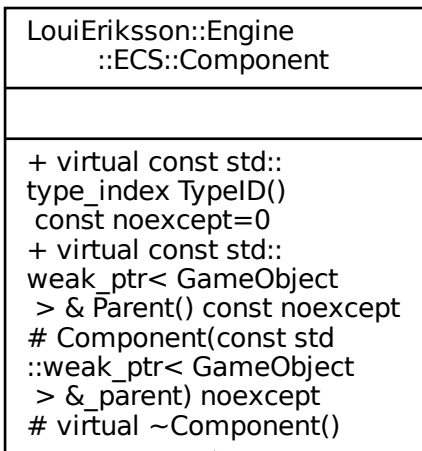 LouiEriksson::Engine
::ECS::Component
+ virtual const std::
type_index TypeID()
const noexcept=0
+ virtual const std::
weak_ptr< GameObject
> & Parent() const noexcept
# Component(const std
::weak_ptr< GameObject
> &_parent) noexcept
# virtual ~Component()